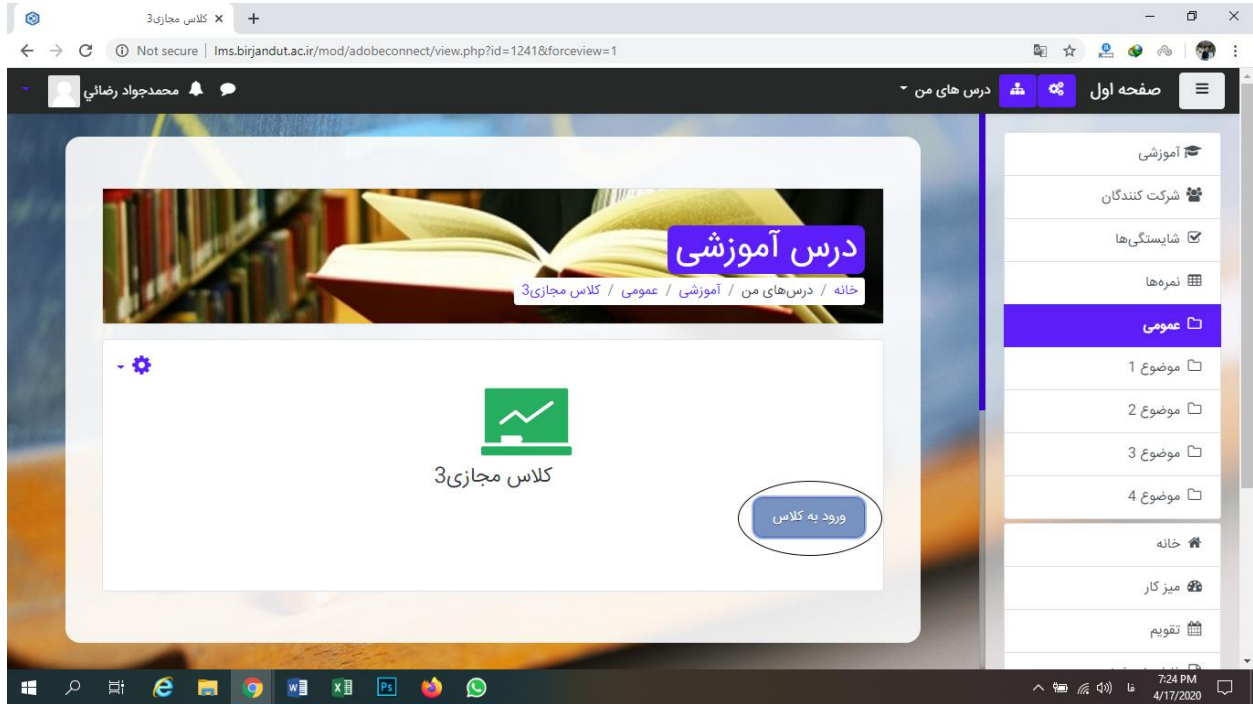 کلاس مجازی3
Not secure | lms.birjandut.ac.ir/mod/adobeconnect/view.php?id=1241&forceview=1
صفحه اول
درس های من
محمدجواد رضائي
آموزشی
شرکت کنندگان
شایستگی‌ها
نمره‌ها
عمومی
موضوع 1
موضوع 2
موضوع 3
موضوع 4
خانه
میز کار
تقویم
درس آموزشی
خانه / درس‌های من / آموزشی / عمومی / کلاس مجازی3
کلاس مجازی3
ورود به کلاس
فا
7:24 PM
4/17/2020